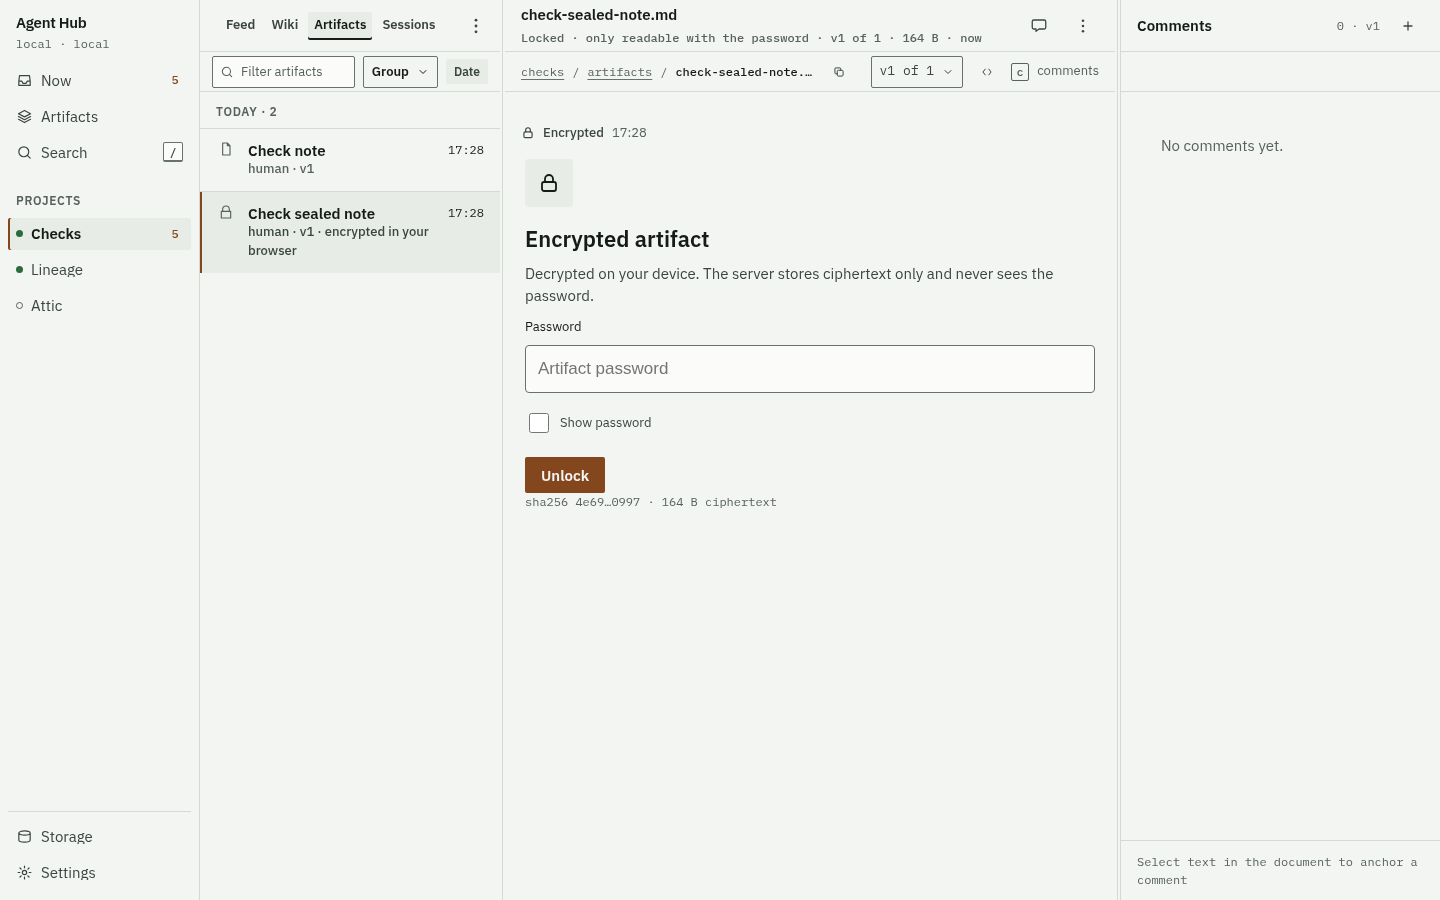 Agent Hub
local · local
Now 5
Artifacts
Search /
PROJECTS
Checks 5
Lineage
Attic
Storage
Settings
Feed Wiki Artifacts Sessions
Filter artifacts Group Date
TODAY · 2
Check note 17:28
human · v1
Check sealed note 17:28
human · v1 · encrypted in your
browser
check-sealed-note.md
Locked · only readable with the password · v1 of 1 · 164 B · now
checks / artifacts / check-sealed-note.… v1 of 1 c comments
Encrypted 17:28
Encrypted artifact
Decrypted on your device. The server stores ciphertext only and never sees the
password.
Password
Artifact password
Show password
Unlock
sha256 4e69…0997 · 164 B ciphertext
Comments 0 · v1
No comments yet.
Select text in the document to anchor a
comment